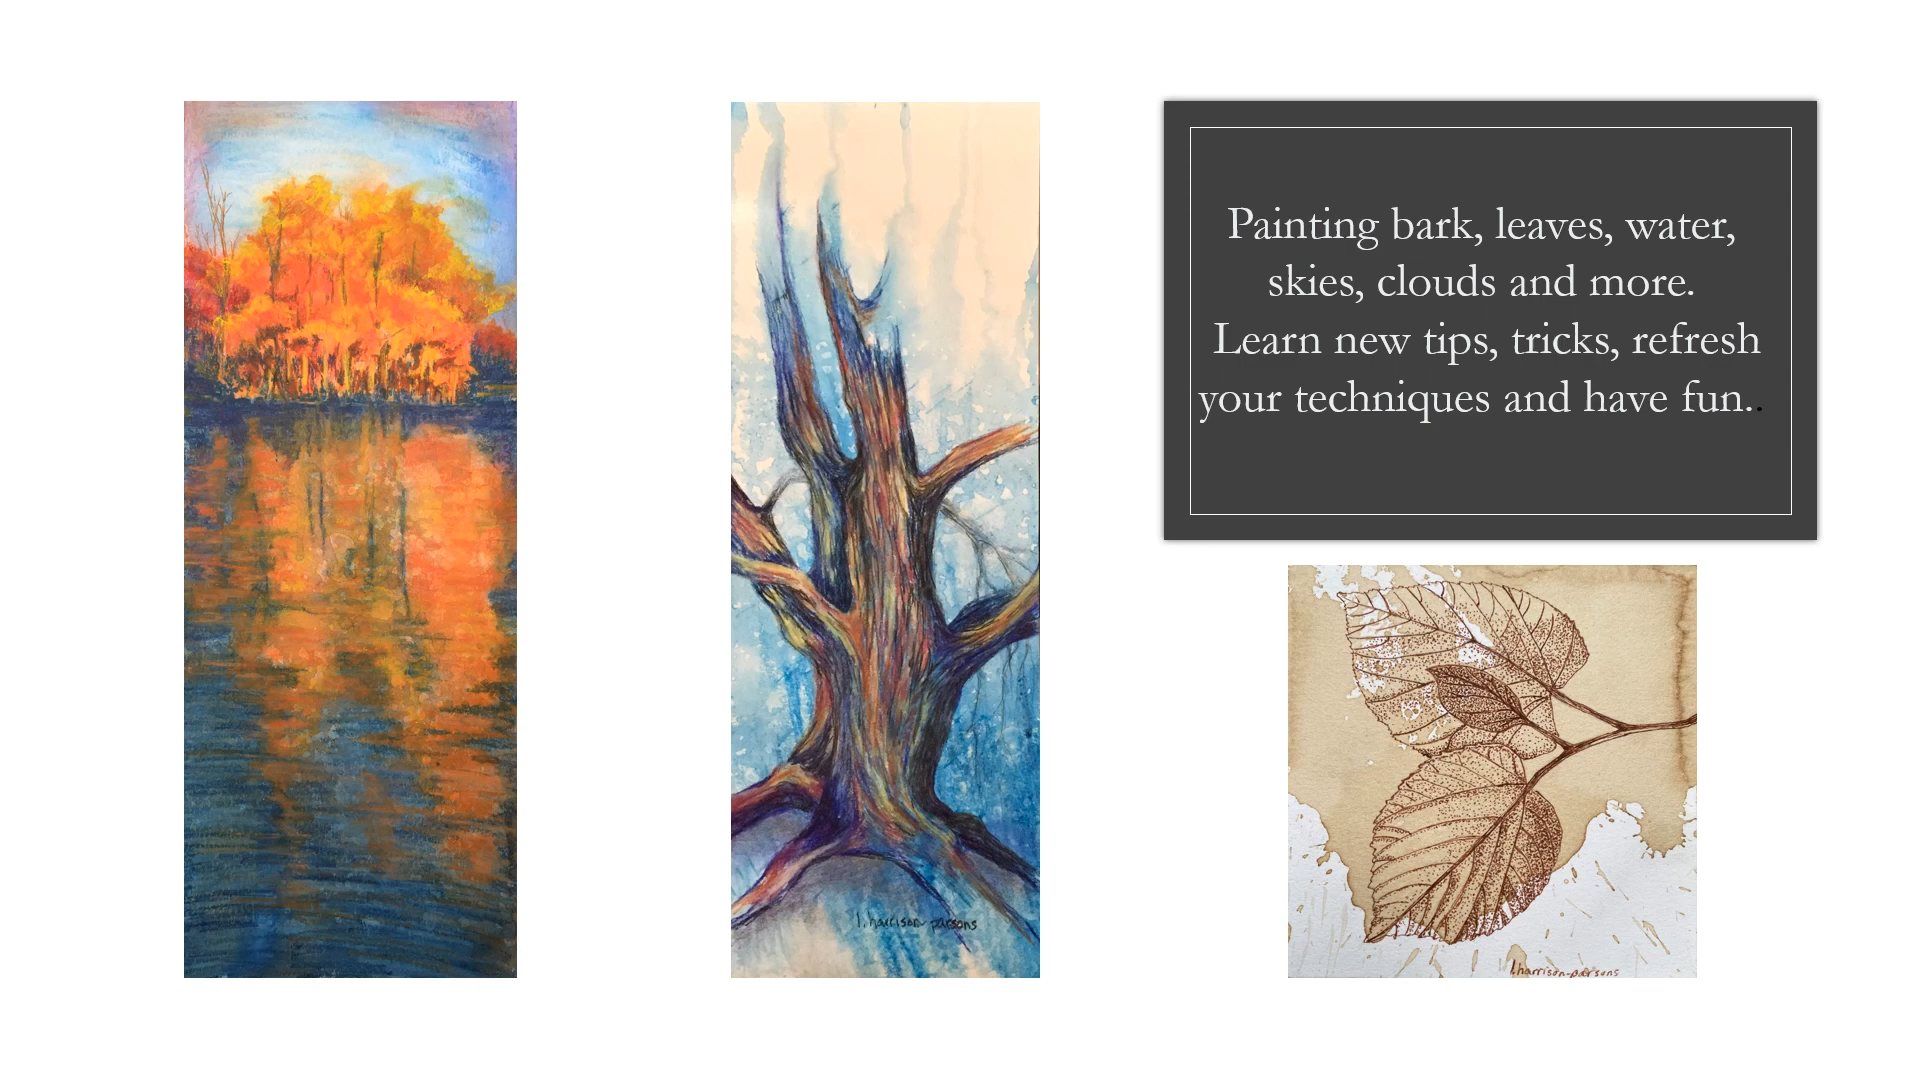 Painting bark, leaves, water,
skies, clouds and more.
Learn new tips, tricks, refresh
your techniques and have fun..
l. harrison parsons
l.harrison-parsons